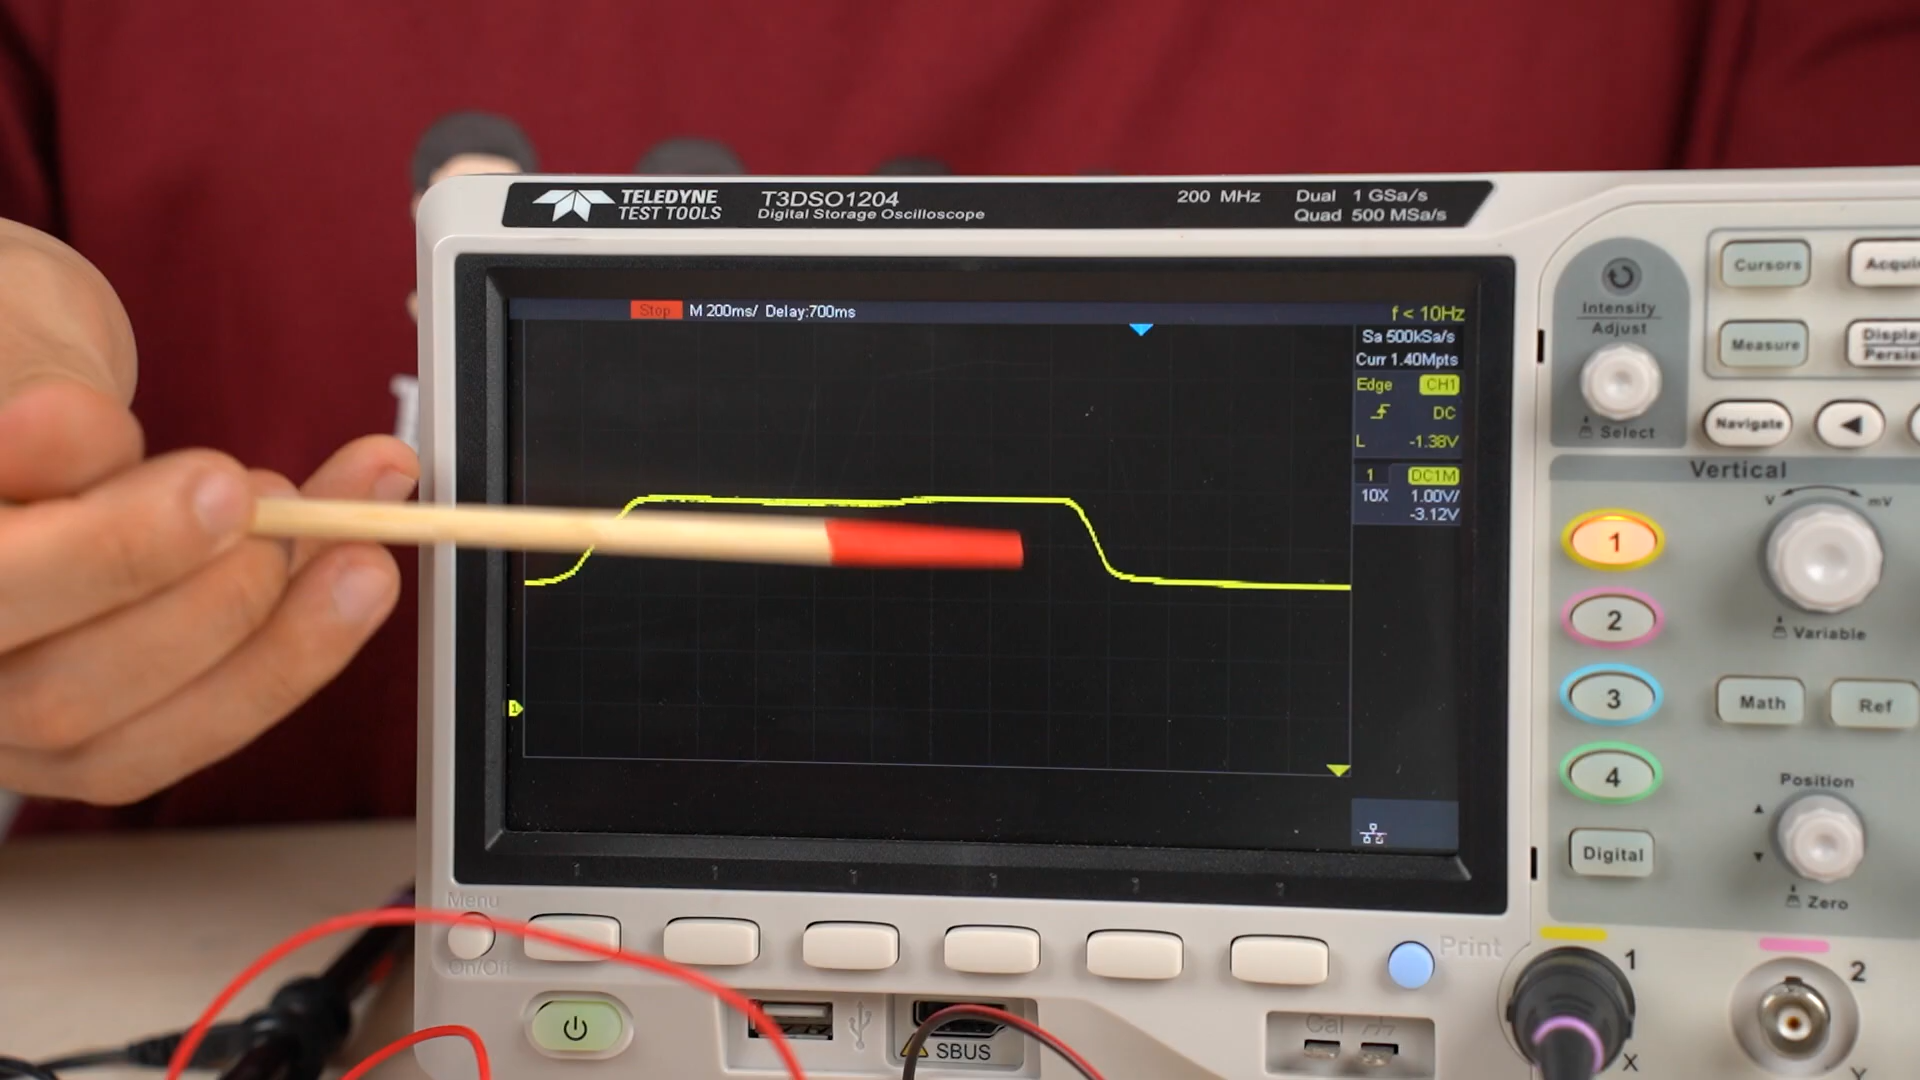 TELEDYNE
TEST TOOLS
T3DSO1204
Digital Storage Oscilloscope
200 MHz
Dual 1 GSa/s
Quad 500 MSa/s
Stop M 200ms/ Delay:700ms
f < 10Hz
Sa 500kSa/s
Curr 1.40Mpts
Edge CH1
DC
L -1.38V
1 DC1M
10X 1.00V/
-3.12V
1
Intensity
Adjust
Select
Cursors
Measure
Navigate
Vertical
V mV
Variable
1
2
3
4
Math
Ref
Digital
Position
Zero
Menu
On/Off
Print
SBUS
Cal
1
2
X
Y